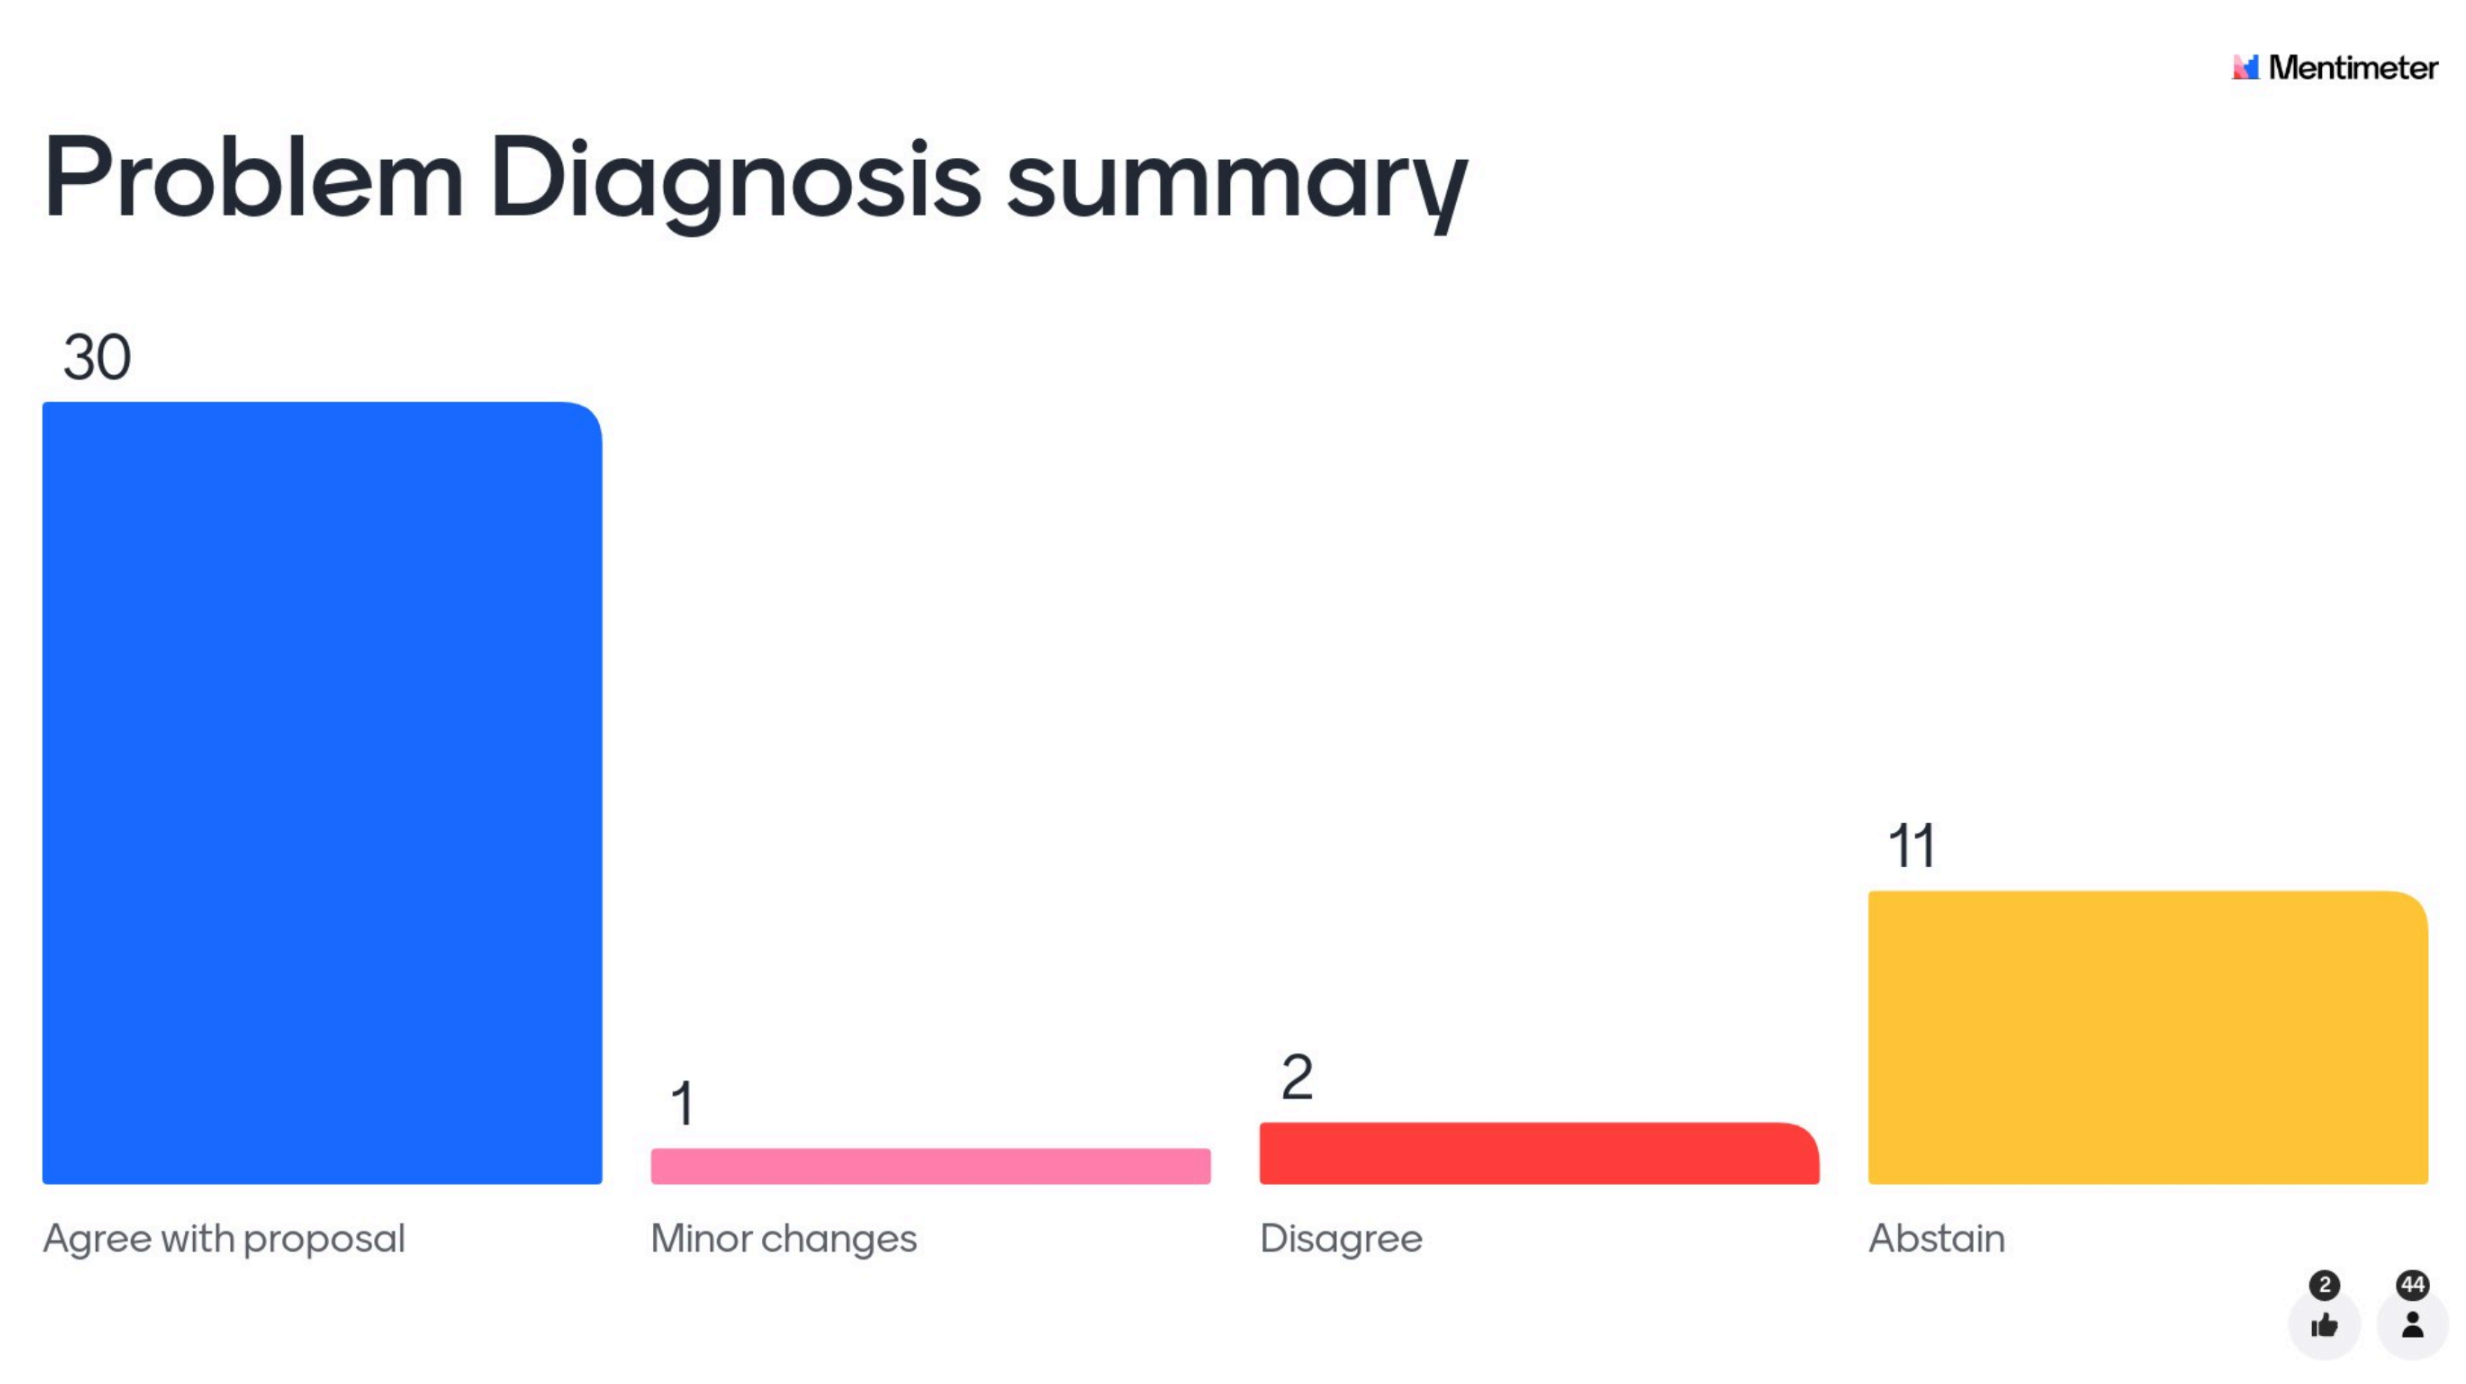 Mentimeter
Problem Diagnosis summary
30
1
2
11
Agree with proposal
Minor changes
Disagree
Abstain
2
44